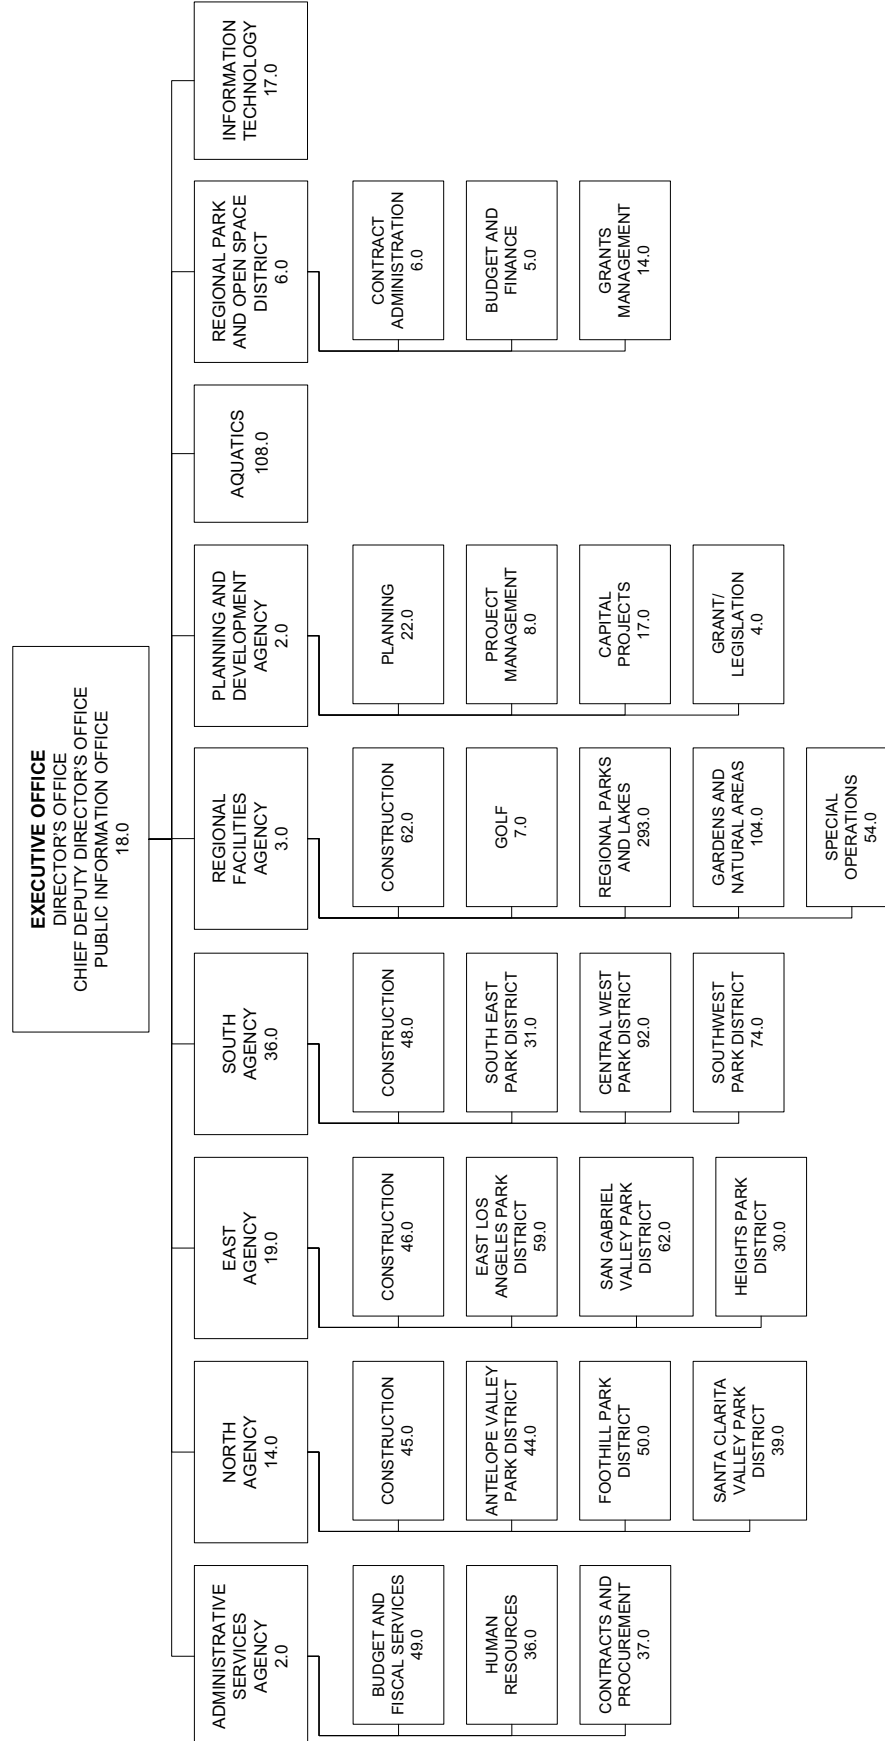 EXECUTIVE OFFICE
DIRECTOR'S OFFICE
CHIEF DEPUTY DIRECTOR'S OFFICE
PUBLIC INFORMATION OFFICE
18.0
ADMINISTRATIVE
SERVICES
AGENCY
2.0
BUDGET AND
FISCAL SERVICES
49.0
HUMAN
RESOURCES
36.0
CONTRACTS AND
PROCUREMENT
37.0
NORTH
AGENCY
14.0
CONSTRUCTION
45.0
ANTELOPE VALLEY
PARK DISTRICT
44.0
FOOTHILL PARK
DISTRICT
50.0
SANTA CLARITA
VALLEY PARK
DISTRICT
39.0
EAST
AGENCY
19.0
CONSTRUCTION
46.0
EAST LOS
ANGELES PARK
DISTRICT
59.0
SAN GABRIEL
VALLEY PARK
DISTRICT
62.0
HEIGHTS PARK
DISTRICT
30.0
SOUTH
AGENCY
36.0
CONSTRUCTION
48.0
SOUTH EAST
PARK DISTRICT
31.0
CENTRAL WEST
PARK DISTRICT
92.0
SOUTHWEST
PARK DISTRICT
74.0
REGIONAL
FACILITIES
AGENCY
3.0
CONSTRUCTION
62.0
GOLF
7.0
REGIONAL PARKS
AND LAKES
293.0
GARDENS AND
NATURAL AREAS
104.0
SPECIAL
OPERATIONS
54.0
PLANNING AND
DEVELOPMENT
AGENCY
2.0
PLANNING
22.0
PROJECT
MANAGEMENT
8.0
CAPITAL
PROJECTS
17.0
GRANT/
LEGISLATION
4.0
AQUATICS
108.0
REGIONAL PARK
AND OPEN SPACE
DISTRICT
6.0
CONTRACT
ADMINISTRATION
6.0
BUDGET AND
FINANCE
5.0
GRANTS
MANAGEMENT
14.0
INFORMATION
TECHNOLOGY
17.0